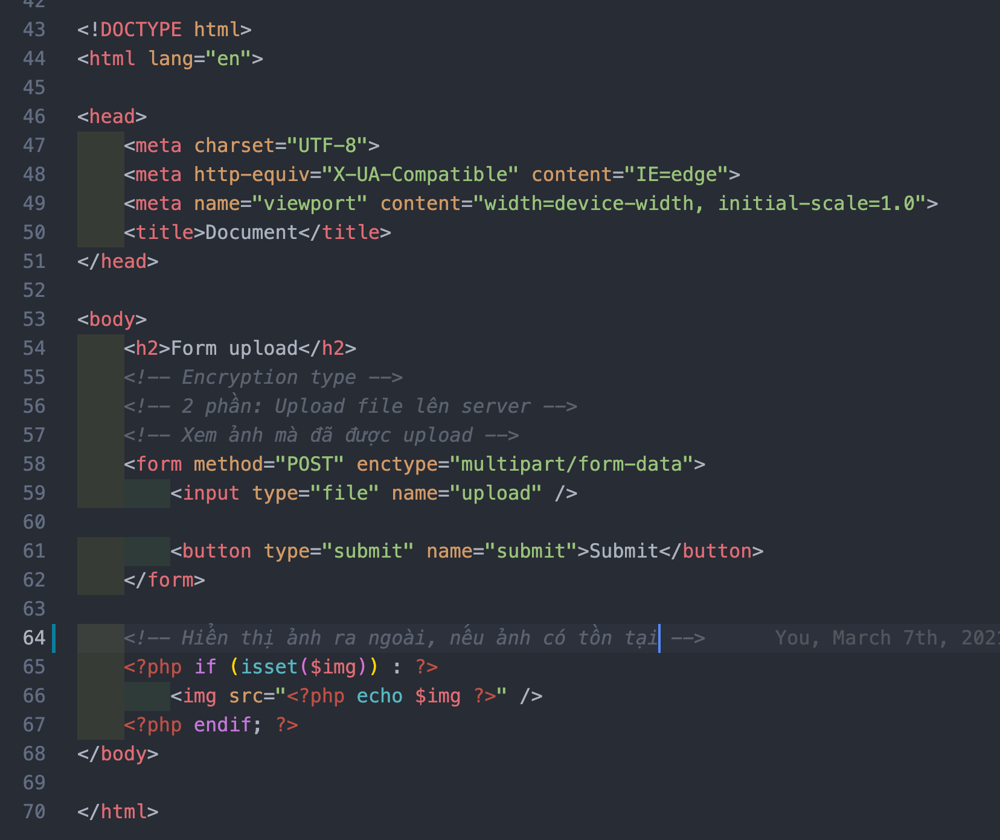 42
43 <!DOCTYPE html>
44 <html lang="en">
45
46 <head>
47 <meta charset="UTF-8">
48 <meta http-equiv="X-UA-Compatible" content="IE=edge">
49 <meta name="viewport" content="width=device-width, initial-scale=1.0">
50 <title>Document</title>
51 </head>
52
53 <body>
54 <h2>Form upload</h2>
55 <!-- Encryption type -->
56 <!-- 2 phần: Upload file lên server -->
57 <!-- Xem ảnh mà đã được upload -->
58 <form method="POST" enctype="multipart/form-data">
59 <input type="file" name="upload" />
60
61 <button type="submit" name="submit">Submit</button>
62 </form>
63
64 <!-- Hiển thị ảnh ra ngoài, nếu ảnh có tồn tại --> You, March 7th, 2021
65 <?php if (isset($img)) : ?>
66 <img src="<?php echo $img ?>" />
67 <?php endif; ?>
68 </body>
69
70 </html>